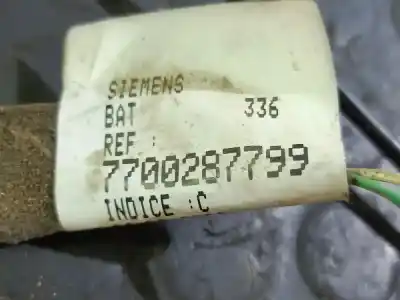 SIEMENS
BAT 336
REF :
7700287799
INDICE :C